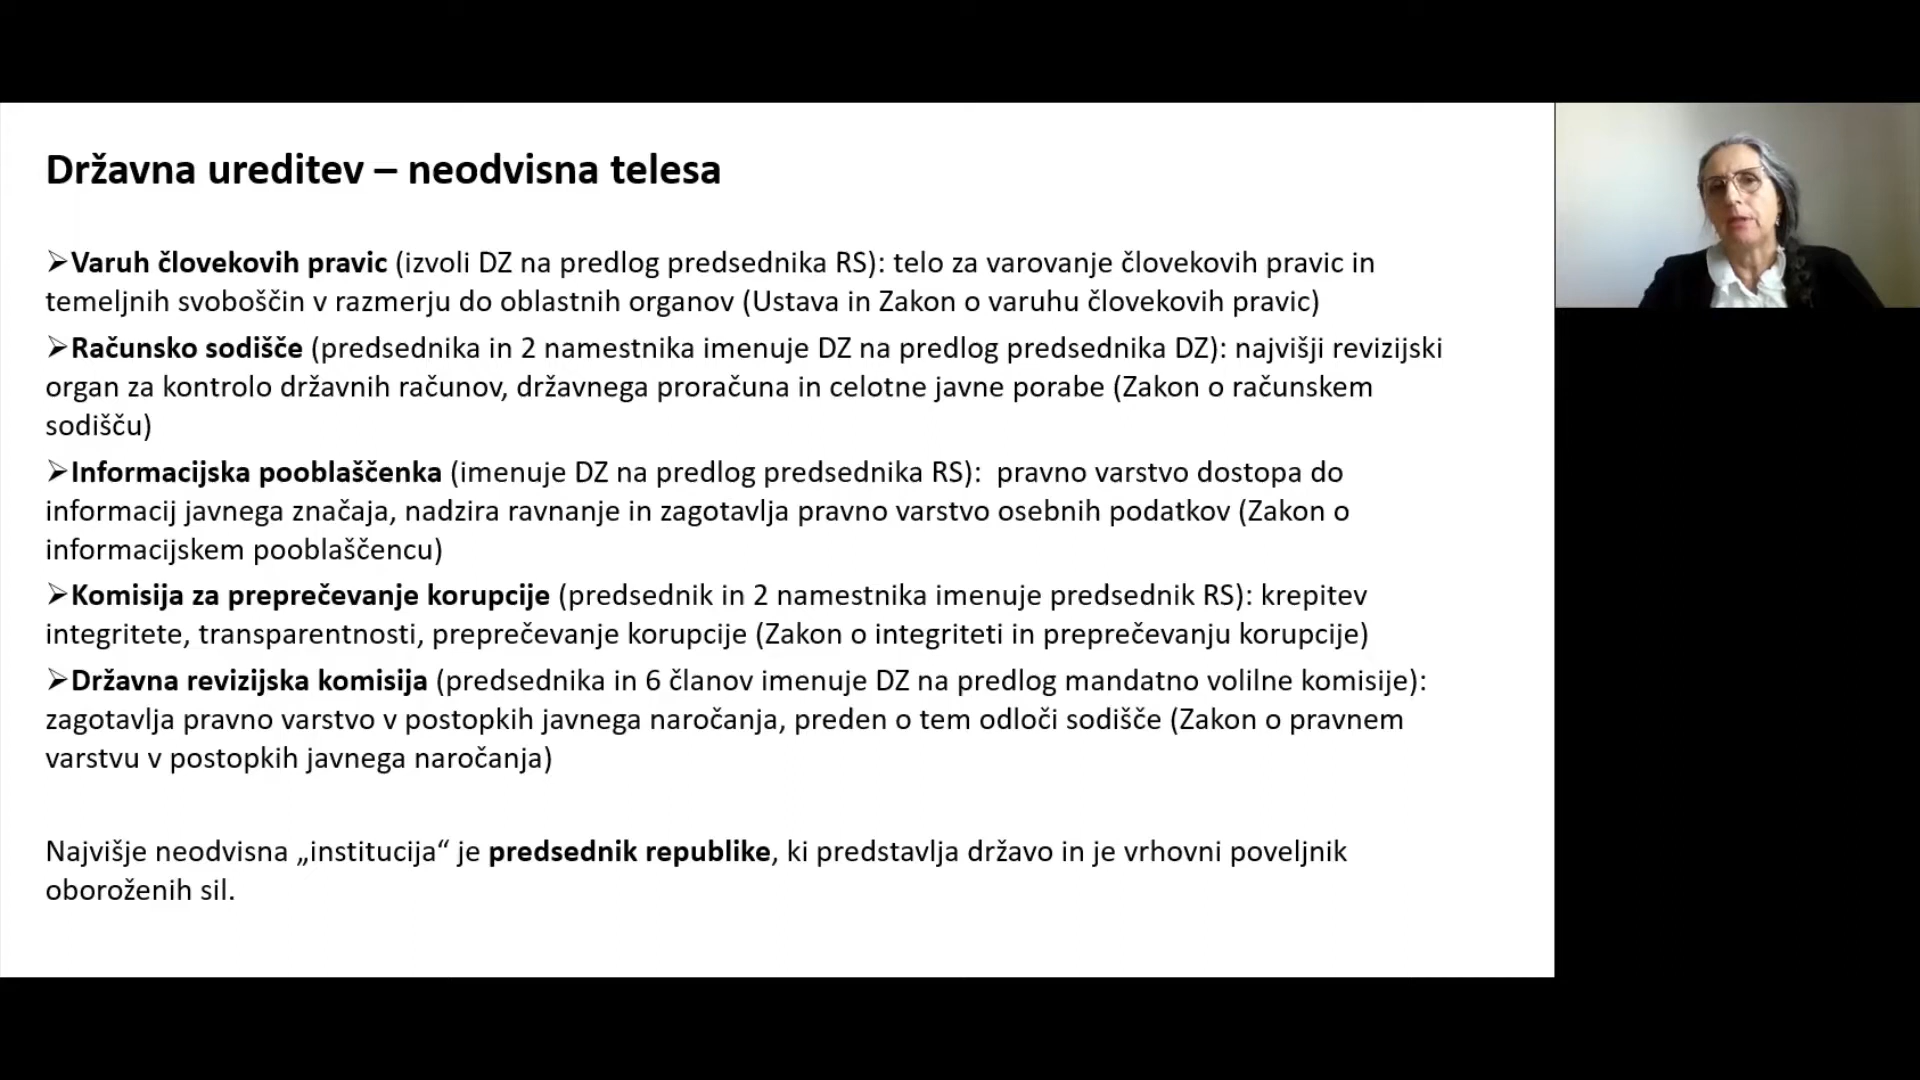 Državna ureditev – neodvisna telesa
➢Varuh človekovih pravic (izvoli DZ na predlog predsednika RS): telo za varovanje človekovih pravic in
temeljnih svoboščin v razmerju do oblastnih organov (Ustava in Zakon o varuhu človekovih pravic)
➢Računsko sodišče (predsednika in 2 namestnika imenuje DZ na predlog predsednika DZ): najvišji revizijski
organ za kontrolo državnih računov, državnega proračuna in celotne javne porabe (Zakon o računskem
sodišču)
➢Informacijska pooblaščenka (imenuje DZ na predlog predsednika RS):  pravno varstvo dostopa do
informacij javnega značaja, nadzira ravnanje in zagotavlja pravno varstvo osebnih podatkov (Zakon o
informacijskem pooblaščencu)
➢Komisija za preprečevanje korupcije (predsednik in 2 namestnika imenuje predsednik RS): krepitev
integritete, transparentnosti, preprečevanje korupcije (Zakon o integriteti in preprečevanju korupcije)
➢Državna revizijska komisija (predsednika in 6 članov imenuje DZ na predlog mandatno volilne komisije):
zagotavlja pravno varstvo v postopkih javnega naročanja, preden o tem odloči sodišče (Zakon o pravnem
varstvu v postopkih javnega naročanja)
Najvišje neodvisna „institucija“ je predsednik republike, ki predstavlja državo in je vrhovni poveljnik
oboroženih sil.